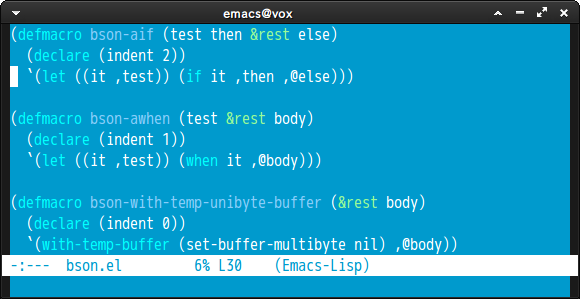 emacs@vox
(defmacro bson-aif (test then &rest else)
  (declare (indent 2))
  `(let ((it ,test)) (if it ,then ,@else)))
(defmacro bson-awhen (test &rest body)
  (declare (indent 1))
  `(let ((it ,test)) (when it ,@body)))
(defmacro bson-with-temp-unibyte-buffer (&rest body)
  (declare (indent 0))
  `(with-temp-buffer (set-buffer-multibyte nil) ,@body))
-:---  bson.el         6% L30    (Emacs-Lisp)